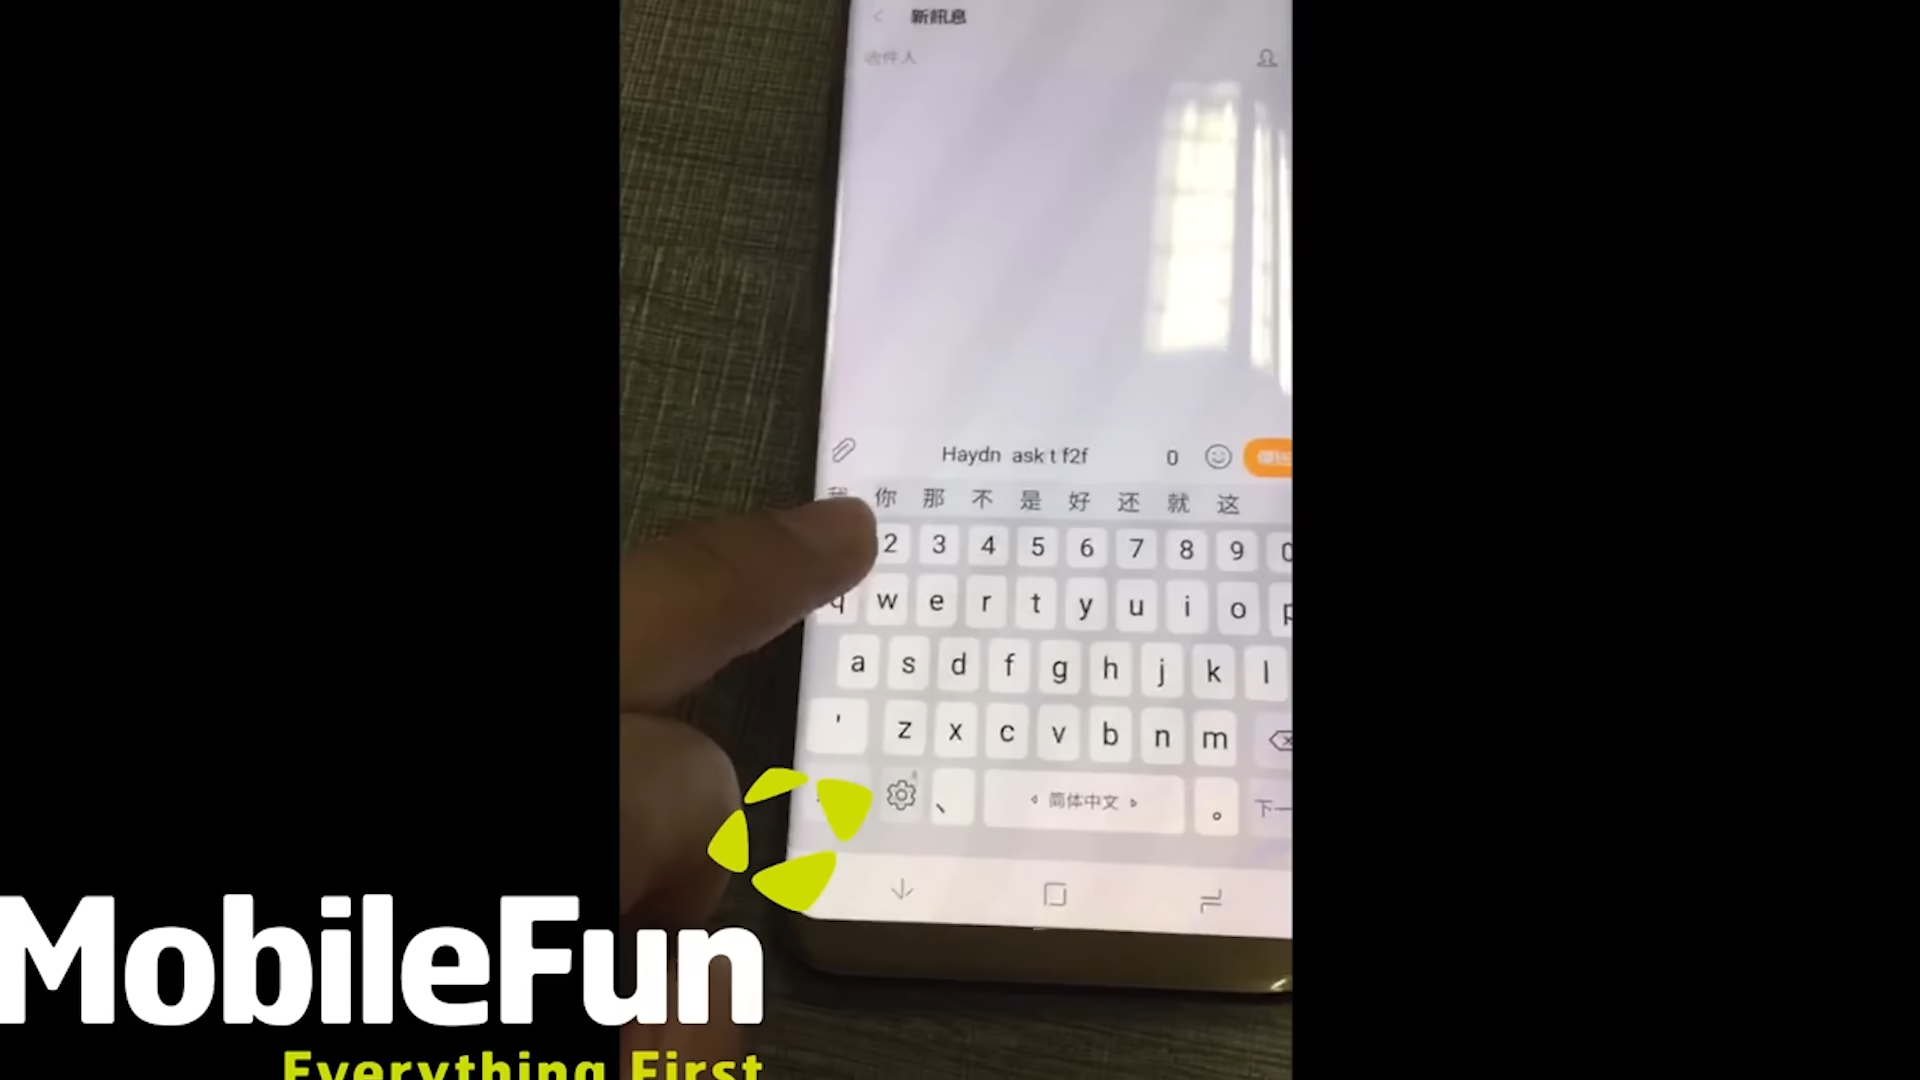 新訊息
收件人
Haydn ask t f2f 0
你 那 不 是 好 还 就 这
2 3 4 5 6 7 8 9 0
q w e r t y u i o p
a s d f g h j k l
' z x c v b n m
、 简体中文 。 下一
MobileFun
Everything First